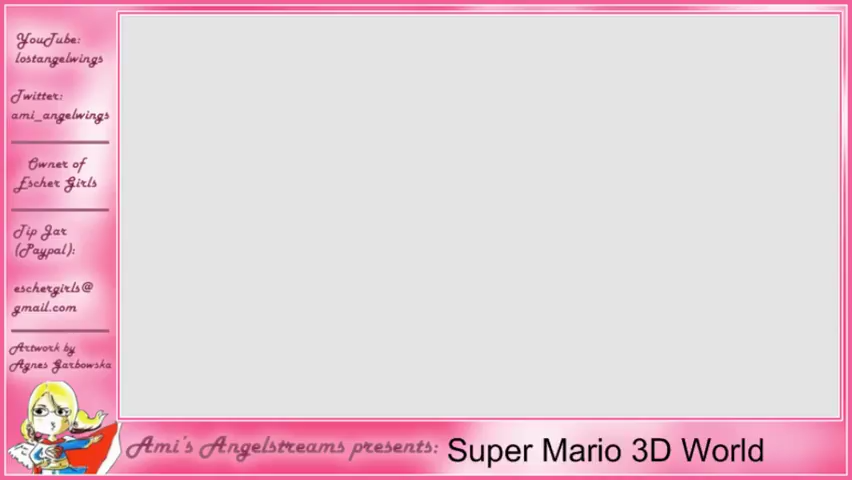 YouTube:
lostangelwings
Twitter:
ami_angelwings
Owner of
Escher Girls
Tip Jar
(Paypal):
eschergirls@
gmail.com
Artwork by
Agnes Garbowska
Ami's Angelstreams presents: Super Mario 3D World